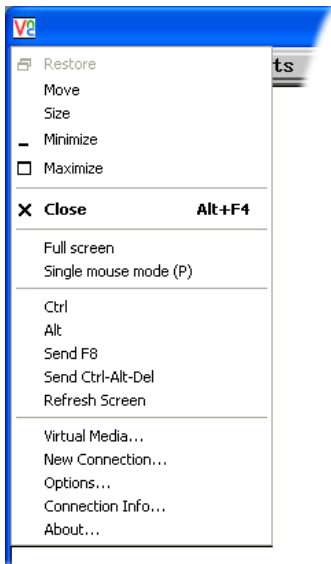 V2
Restore
ts
Move
Size
Minimize
Maximize
Close Alt+F4
Full screen
Single mouse mode (P)
Ctrl
Alt
Send F8
Send Ctrl-Alt-Del
Refresh Screen
Virtual Media...
New Connection...
Options...
Connection Info...
About...